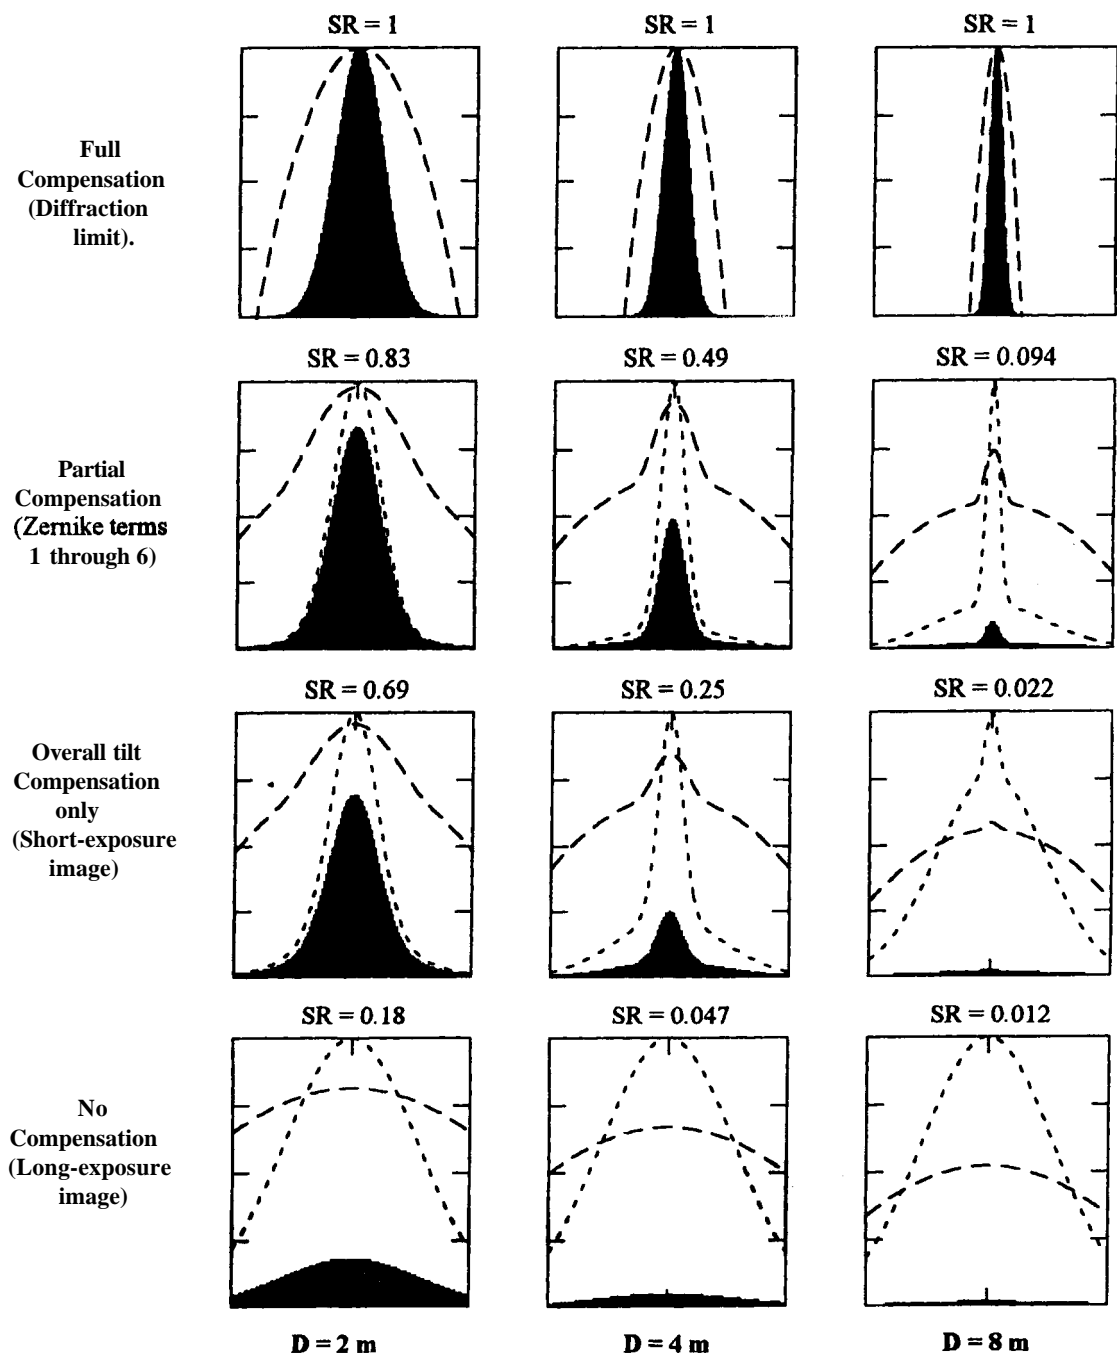 SR = 1
SR = 1
SR = 1
Full
Compensation
(Diffraction
limit).
SR = 0.83
SR = 0.49
SR = 0.094
Partial
Compensation
(Zernike terms
1 through 6)
SR = 0.69
SR = 0.25
SR = 0.022
Overall tilt
Compensation
only
(Short-exposure
image)
SR = 0.18
SR = 0.047
SR = 0.012
No
Compensation
(Long-exposure
image)
D = 2 m
D = 4 m
D = 8 m